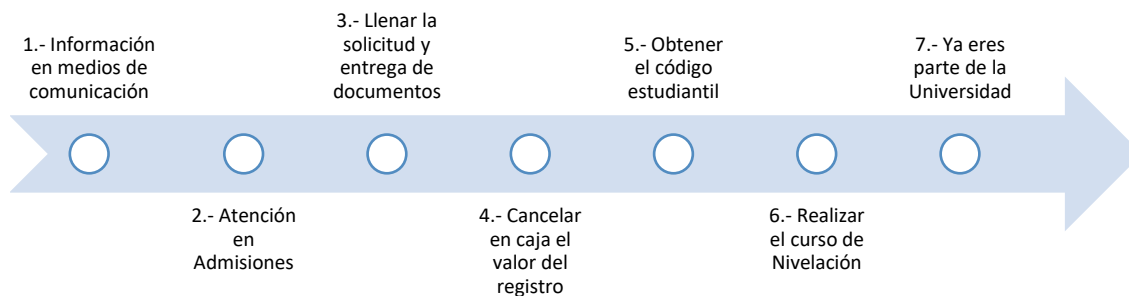 1.- Información
en medios de
comunicación
2.- Atención
en
Admisiones
3.- Llenar la
solicitud y
entrega de
documentos
4.- Cancelar
en caja el
valor del
registro
5.- Obtener
el código
estudiantil
6.- Realizar
el curso de
Nivelación
7.- Ya eres
parte de la
Universidad